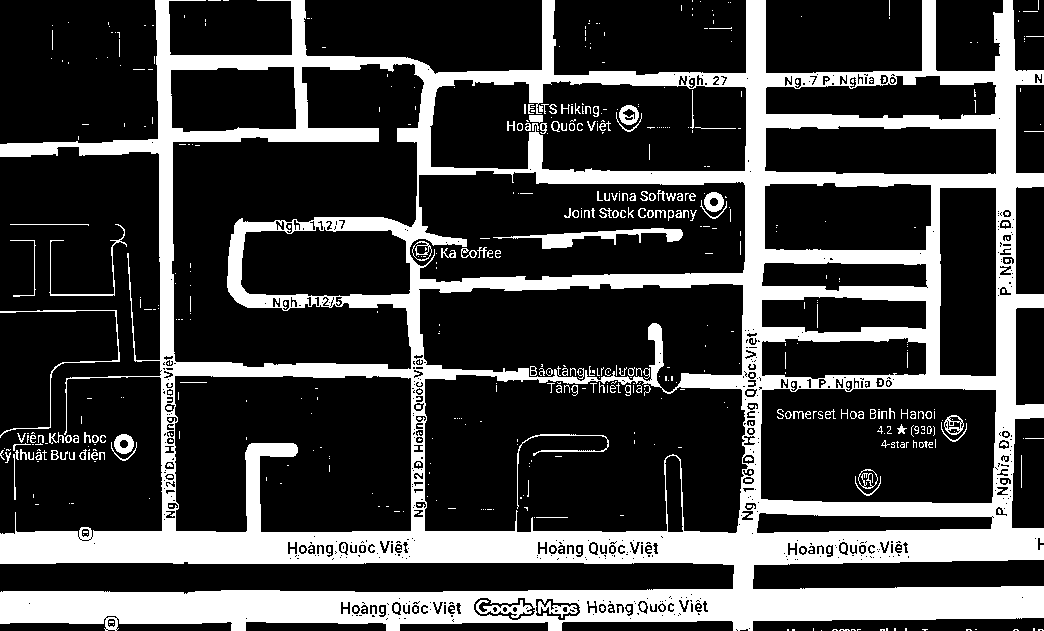 Ngh. 27
Ng. 7 P. Nghĩa Đô
N
IELTS Hiking -
Hoàng Quốc Việt
Luvina Software
Joint Stock Company
Ngh. 112/7
Ka Coffee
P. Nghĩa Đô
Ngh. 112/5
Bảo tàng Lực lượng
Tăng - Thiết giáp
Ng. 1 P. Nghĩa Đô
Somerset Hoa Binh Hanoi
4.2 ★ (930)
4-star hotel
Viện Khoa học
Kỹ thuật Bưu điện
Ng. 120 Đ. Hoàng Quốc Việt
Ng. 112 Đ. Hoàng Quốc Việt
Ng. 106 Đ. Hoàng Quốc Việt
P. Nghĩa Đô
Hoàng Quốc Việt
Hoàng Quốc Việt
Hoàng Quốc Việt
H
Hoàng Quốc Việt
Google Maps
Hoàng Quốc Việt